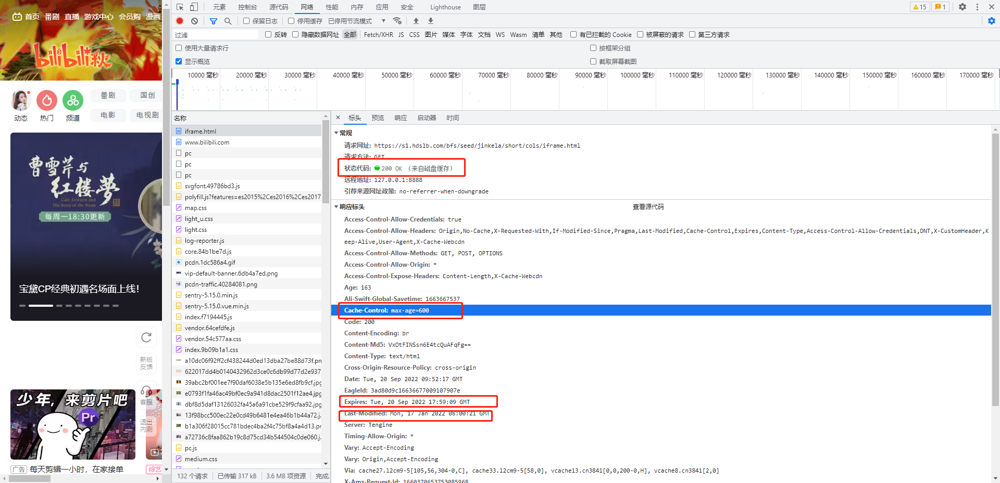 首页 番剧 直播 游戏中心 会员购 漫画
bilibili秋
动态 热门 频道
番剧 国创
电影 电视剧
曹雪芹与
红楼梦
CAO XUEQIN and
The Story of the Stone
每周一18:30更新
宝黛CP经典初遇名场面上线！
新版
反馈
客服
退出
内测
少年，来剪片吧
Pr
广告 每天剪辑一小时，在家接单
综艺
元素 控制台 源代码 网络 性能 内存 应用 安全 Lighthouse 图层 15 1
保留日志 停用缓存 已停用节流模式
过滤 反转 隐藏数据网址 全部 Fetch/XHR JS CSS 图片 媒体 字体 文档 WS Wasm 清单 其他 有已拦截的 Cookie 被屏蔽的请求 第三方请求
使用大量请求行 按框架分组
显示概览 截取屏幕截图
10000 毫秒 20000 毫秒 30000 毫秒 40000 毫秒 50000 毫秒 60000 毫秒 70000 毫秒 80000 毫秒 90000 毫秒 100000 毫秒 110000 毫秒 120000 毫秒 130000 毫秒 140000 毫秒 150000 毫秒 160000 毫秒 170000 毫秒
名称
iframe.html
www.bilibili.com
pc
pc
pc
svgfont.49786bd3.js
polyfill.js?features=es2015%2Ces2016%2Ces2017
map.css
light_u.css
light.css
log-reporter.js
core.84b1be7d.js
pcdn.1dc586a4.gif
vip-default-banner.6db4a7ed.png
pcdn-traffic.40284081.png
sentry-5.15.0.min.js
sentry-5.15.0.vue.min.js
index.f7194445.js
vendor.64cefdfe.js
vendor.54c577aa.css
index.9b09b1a1.css
a10dc06f92ff2cf438244d0ed13dba27be88d73f.pn
622017dd4b0140432962d3ce0c6db99d77d2e937
39abc2bf001ee7f90daf6038e5b135e6ed8fb9cf.jpg
e0793f1fa46ac49bf0ec9a941d8dac2501f12ae4.jpg
dbf8d5daf13126032fa45a6a91cbe529f9cfaa92.jpg
13f98bcc500ec22e0cd49b6481e4ea46b1b44a72.j
b1a306f28015cc781bdec4ba2f4c75bf8a4a4d13.pr
a72736c8faa862b19c8d75cd34b544504c0de060.j
pc.js
medium.css
132 个请求 已传输 317 kB 3.6 MB 项资源 完成
标头 预览 响应 启动器 时间
常规
请求网址: https://s1.hdslb.com/bfs/seed/jinkela/short/cols/iframe.html
请求方法: GET
状态代码: 200 OK （来自磁盘缓存）
远程地址: 127.0.0.1:8888
引荐来源网址政策: no-referrer-when-downgrade
响应标头 查看源代码
Access-Control-Allow-Credentials: true
Access-Control-Allow-Headers: Origin,No-Cache,X-Requested-With,If-Modified-Since,Pragma,Last-Modified,Cache-Control,Expires,Content-Type,Access-Control-Allow-Credentials,DNT,X-CustomHeader,K
eep-Alive,User-Agent,X-Cache-Webcdn
Access-Control-Allow-Methods: GET, POST, OPTIONS
Access-Control-Allow-Origin: *
Access-Control-Expose-Headers: Content-Length,X-Cache-Webcdn
Age: 163
Ali-Swift-Global-Savetime: 1663667537
Cache-Control: max-age=600
Code: 200
Content-Encoding: br
Content-Md5: VxOtFINSsn6E4tcQuAFqFg==
Content-Type: text/html
Cross-Origin-Resource-Policy: cross-origin
Date: Tue, 20 Sep 2022 09:52:17 GMT
EagleId: 3ad80d9c16636677009107907e
Expires: Tue, 20 Sep 2022 17:59:09 GMT
Last-Modified: Mon, 17 Jan 2022 08:00:21 GMT
Server: Tengine
Timing-Allow-Origin: *
Vary: Accept-Encoding
Vary: Origin,Accept-Encoding
Via: cache27.l2cm9-5[105,56,304-0,C], cache33.l2cm9-5[58,0], vcache13.cn3841[0,0,200-0,H], vcache8.cn3841[2,0]
X-Amz-Request-Id: 1660370653753085968